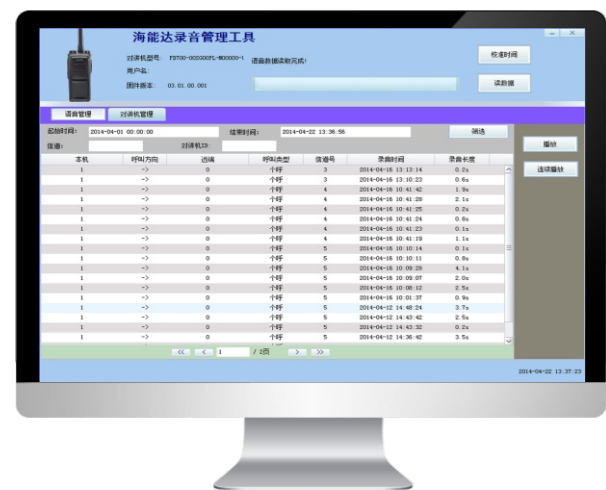 海能达录音管理工具
对讲机型号: 语音数据读取完成!
用户名:
固件版本: 03.01.00.001
校准时间
读数据
语音管理 对讲机管理
起始时间: 2014-04-01 00:00:00 结束时间: 2014-04-22 13:36:56 筛选
信道: 对讲机ID:
播放
连续播放
本机 呼叫方向 远端 呼叫类型 信道号 录音时间 录音长度
1 -> 0 个呼 3 2014-04-16 13:13:14 0.2s
1 -> 0 个呼 3 2014-04-16 13:10:23 0.6s
1 -> 0 个呼 4 2014-04-16 10:41:42 1.9s
1 -> 0 个呼 4 2014-04-16 10:41:28 2.1s
1 -> 0 个呼 4 2014-04-16 10:41:25 0.2s
1 -> 0 个呼 4 2014-04-16 10:41:24 0.8s
1 -> 0 个呼 4 2014-04-16 10:41:23 0.1s
1 -> 0 个呼 4 2014-04-16 10:41:19 1.1s
1 -> 0 个呼 5 2014-04-16 10:10:14 0.1s
1 -> 0 个呼 5 2014-04-16 10:10:11 0.8s
1 -> 0 个呼 5 2014-04-16 10:09:28 4.1s
1 -> 0 个呼 5 2014-04-16 10:09:07 2.0s
1 -> 0 个呼 5 2014-04-16 10:08:12 2.5s
1 -> 0 个呼 5 2014-04-16 10:01:37 0.9s
1 -> 0 个呼 5 2014-04-12 14:48:24 3.7s
1 -> 0 个呼 5 2014-04-12 14:43:42 2.5s
1 -> 0 个呼 5 2014-04-12 14:43:32 0.2s
1 -> 0 个呼 5 2014-04-12 14:36:42 3.5s
<< < 1 / 2页 > >>
2014-04-22 13:37:23